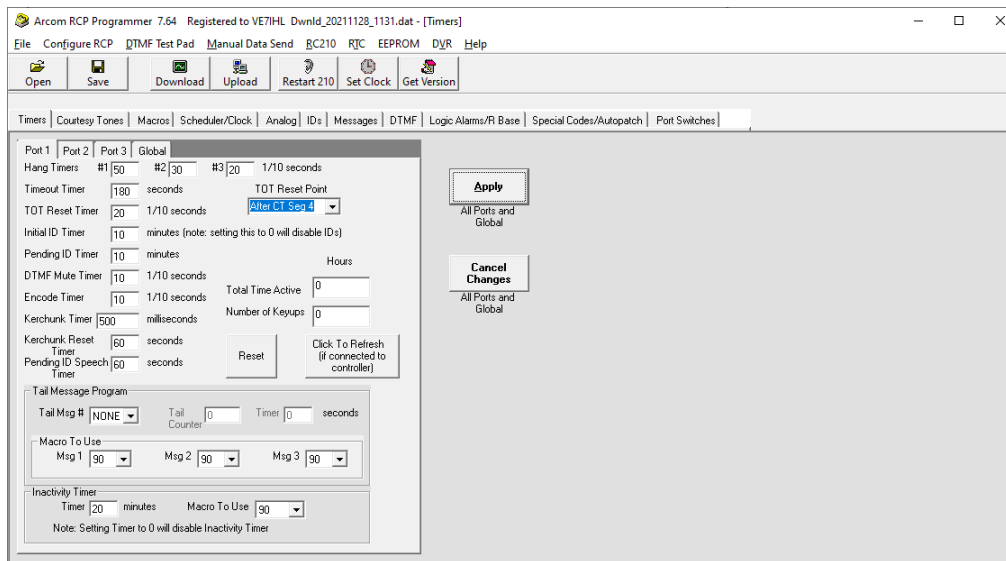 Arcom RCP Programmer 7.64 Registered to VE7IHL Dwnld_20211128_1131.dat - [Timers]
File Configure RCP DTMF Test Pad Manual Data Send RC210 RTC EEPROM DVR Help
Open Save Download Upload Restart 210 Set Clock Get Version
Timers Courtesy Tones Macros Scheduler/Clock Analog IDs Messages DTMF Logic Alarms/R Base Special Codes/Autopatch Port Switches
Port 1 Port 2 Port 3 Global
Hang Timers #1 50 #2 30 #3 20 1/10 seconds
Timeout Timer 180 seconds TOT Reset Point
TOT Reset Timer 20 1/10 seconds After CT Seg 4
Initial ID Timer 10 minutes (note: setting this to 0 will disable IDs)
Pending ID Timer 10 minutes
Hours
DTMF Mute Timer 10 1/10 seconds
Total Time Active 0
Encode Timer 10 1/10 seconds
Number of Keyups 0
Kerchunk Timer 500 milliseconds
Kerchunk Reset Timer 60 seconds
Pending ID Speech Timer 60 seconds
Reset
Click To Refresh
(if connected to
controller)
Tail Message Program
Tail Msg # NONE Tail Counter 0 Timer 0 seconds
Macro To Use
Msg 1 90 Msg 2 90 Msg 3 90
Inactivity Timer
Timer 20 minutes Macro To Use 90
Note: Setting Timer to 0 will disable Inactivity Timer
Apply
All Ports and
Global
Cancel
Changes
All Ports and
Global